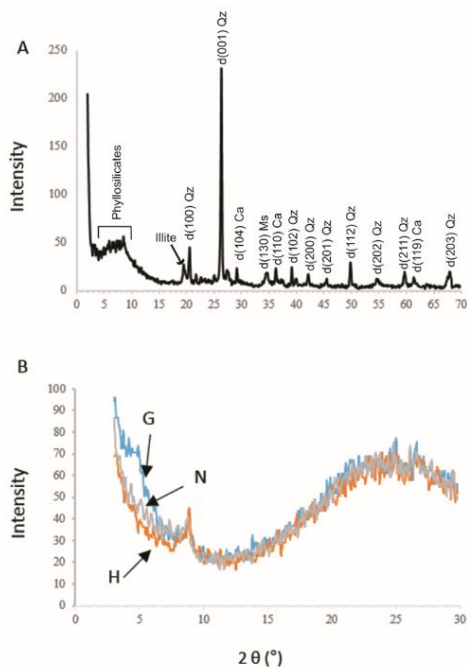 A
Intensity
250
200
150
100
50
0
Phyllosilicates
Illite
d(100) Qz
d(001) Qz
d(104) Ca
d(130) Ms
d(110) Ca
d(102) Qz
d(200) Qz
d(201) Qz
d(112) Qz
d(202) Qz
d(211) Qz
d(119) Ca
d(203) Qz
0 5 10 15 20 25 30 35 40 45 50 55 60 65 70
B
Intensity
100
90
80
70
60
50
40
30
20
10
0
G
N
H
0 5 10 15 20 25 30
2 θ (°)